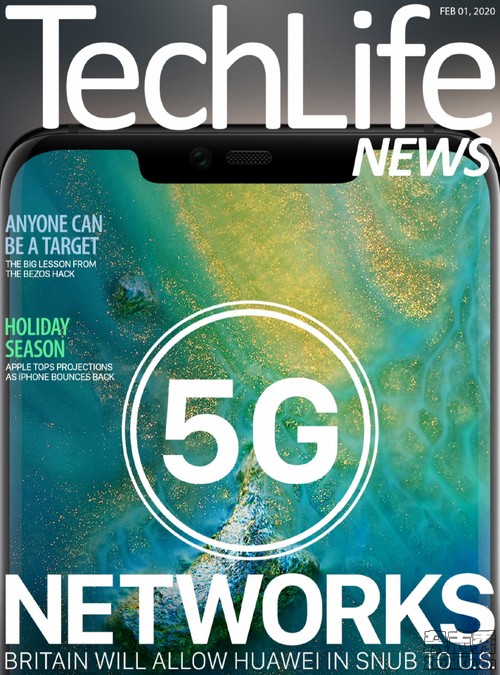 FEB 01, 2020
TechLife
NEWS
ANYONE CAN
BE A TARGET
THE BIG LESSON FROM
THE BEZOS HACK
HOLIDAY
SEASON
APPLE TOPS PROJECTIONS
AS IPHONE BOUNCES BACK
5G
NETWORKS
BRITAIN WILL ALLOW HUAWEI IN SNUB TO U.S.